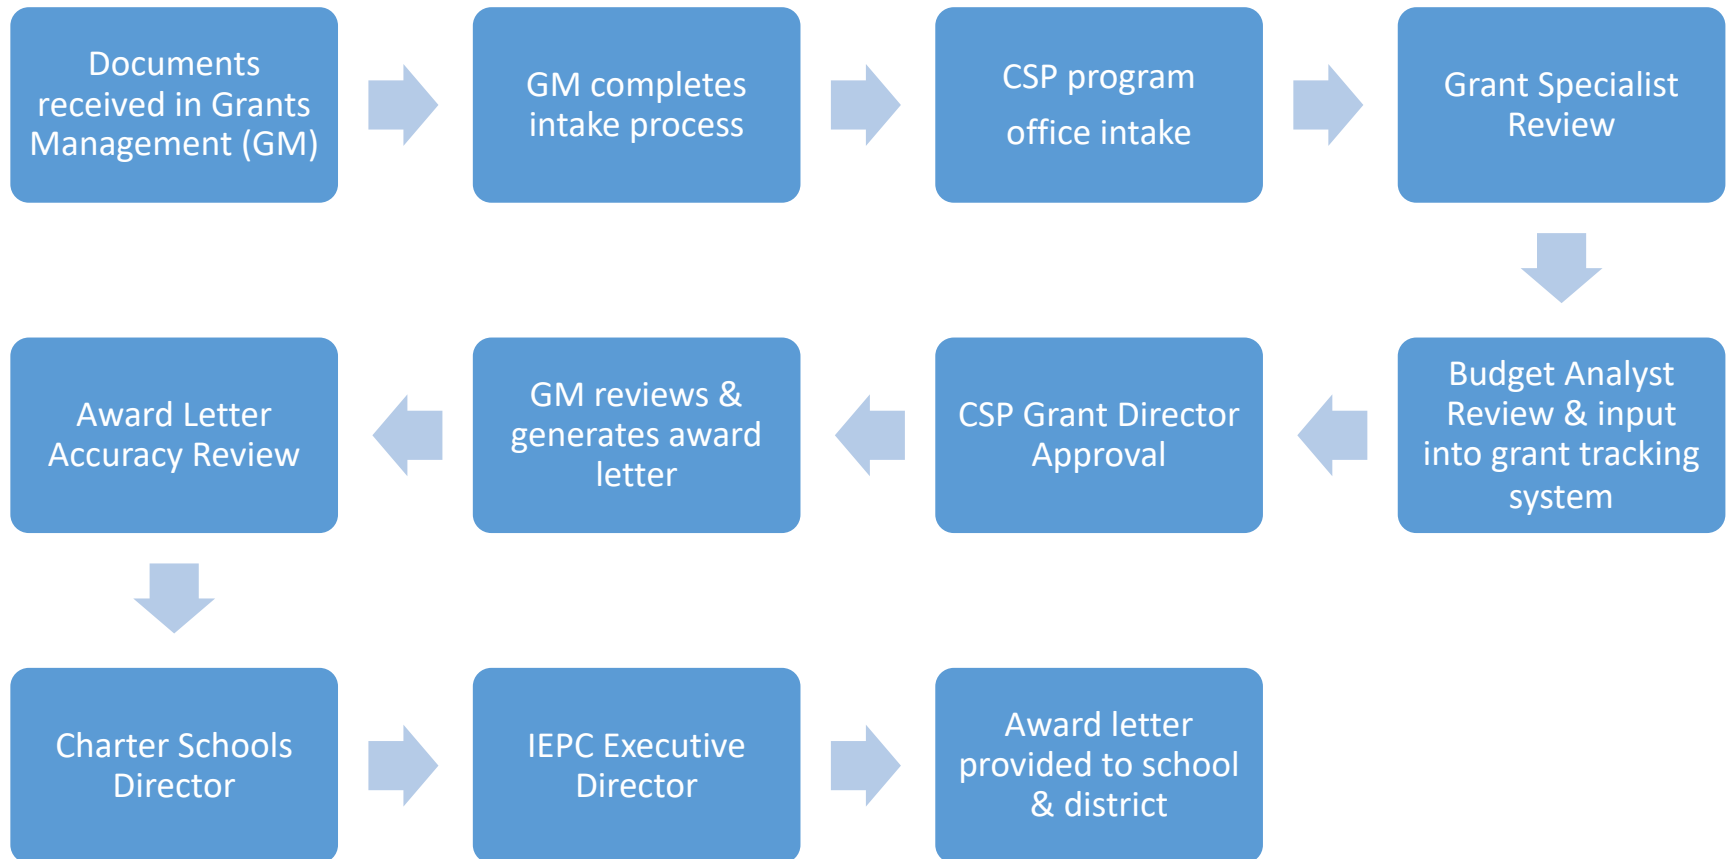 Documents
received in Grants
Management (GM)
GM completes
intake process
CSP program
office intake
Grant Specialist
Review
Budget Analyst
Review & input
into grant tracking
system
CSP Grant Director
Approval
GM reviews &
generates award
letter
Award Letter
Accuracy Review
Charter Schools
Director
IEPC Executive
Director
Award letter
provided to school
& district